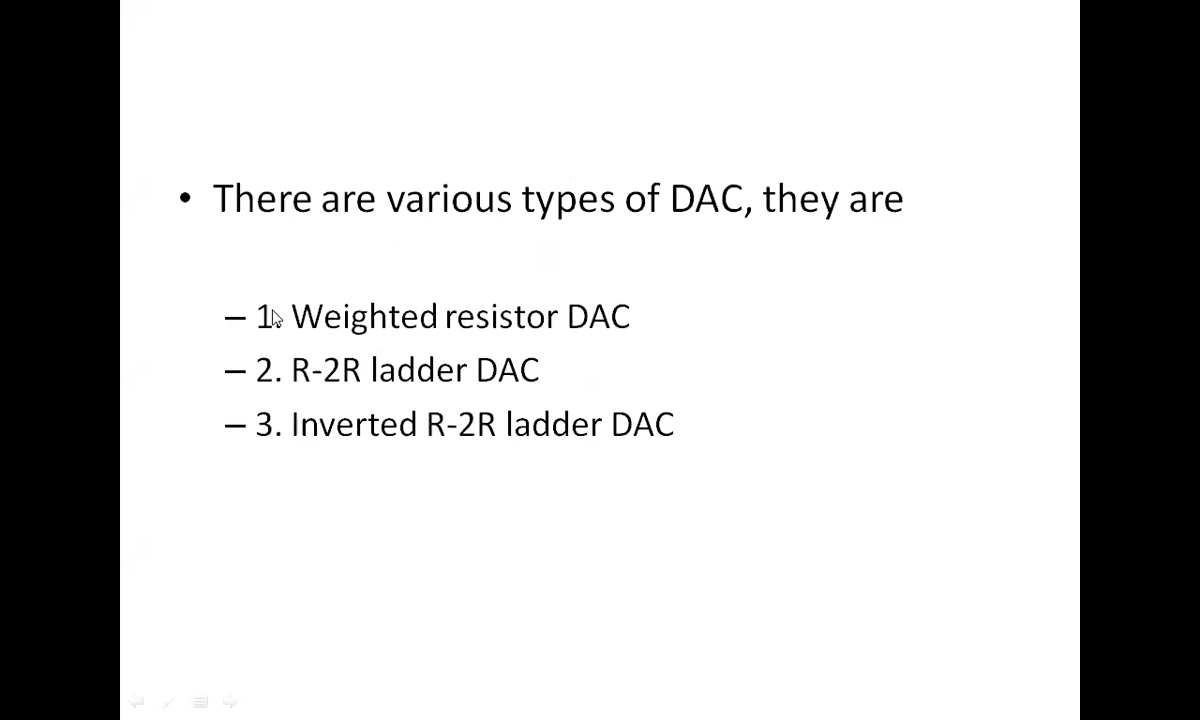 • There are various types of DAC, they are
– 1. Weighted resistor DAC
– 2. R-2R ladder DAC
– 3. Inverted R-2R ladder DAC